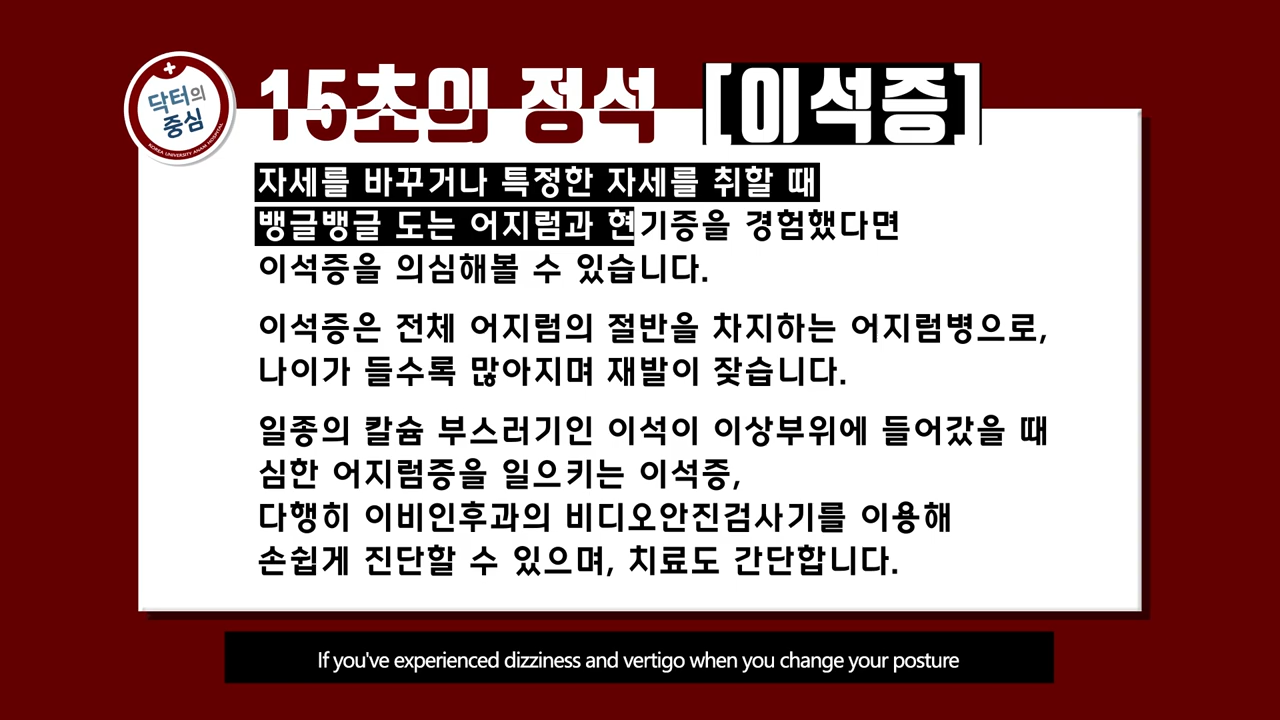 닥터의
중심
KOREA UNIVERSITY ANAM HOSPITAL
15초의 정석 [이석증]
자세를 바꾸거나 특정한 자세를 취할 때
뱅글뱅글 도는 어지럼과 현기증을 경험했다면
이석증을 의심해볼 수 있습니다.
이석증은 전체 어지럼의 절반을 차지하는 어지럼병으로,
나이가 들수록 많아지며 재발이 잦습니다.
일종의 칼슘 부스러기인 이석이 이상부위에 들어갔을 때
심한 어지럼증을 일으키는 이석증,
다행히 이비인후과의 비디오안진검사기를 이용해
손쉽게 진단할 수 있으며, 치료도 간단합니다.
If you've experienced dizziness and vertigo when you change your posture